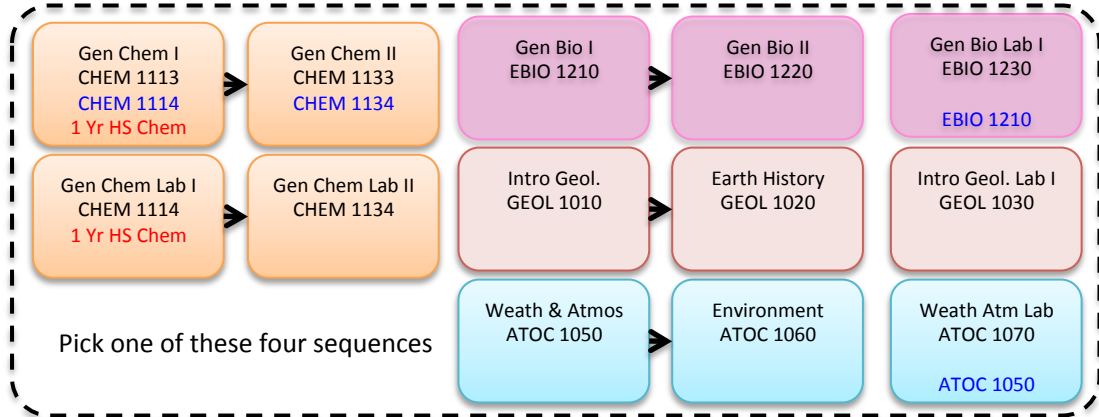 Gen Chem I
CHEM 1113
CHEM 1114
1 Yr HS Chem
Gen Chem II
CHEM 1133
CHEM 1134
Gen Bio I
EBIO 1210
Gen Bio II
EBIO 1220
Gen Bio Lab I
EBIO 1230
EBIO 1210
Gen Chem Lab I
CHEM 1114
1 Yr HS Chem
Gen Chem Lab II
CHEM 1134
Intro Geol.
GEOL 1010
Earth History
GEOL 1020
Intro Geol. Lab I
GEOL 1030
Pick one of these four sequences
Weath & Atmos
ATOC 1050
Environment
ATOC 1060
Weath Atm Lab
ATOC 1070
ATOC 1050